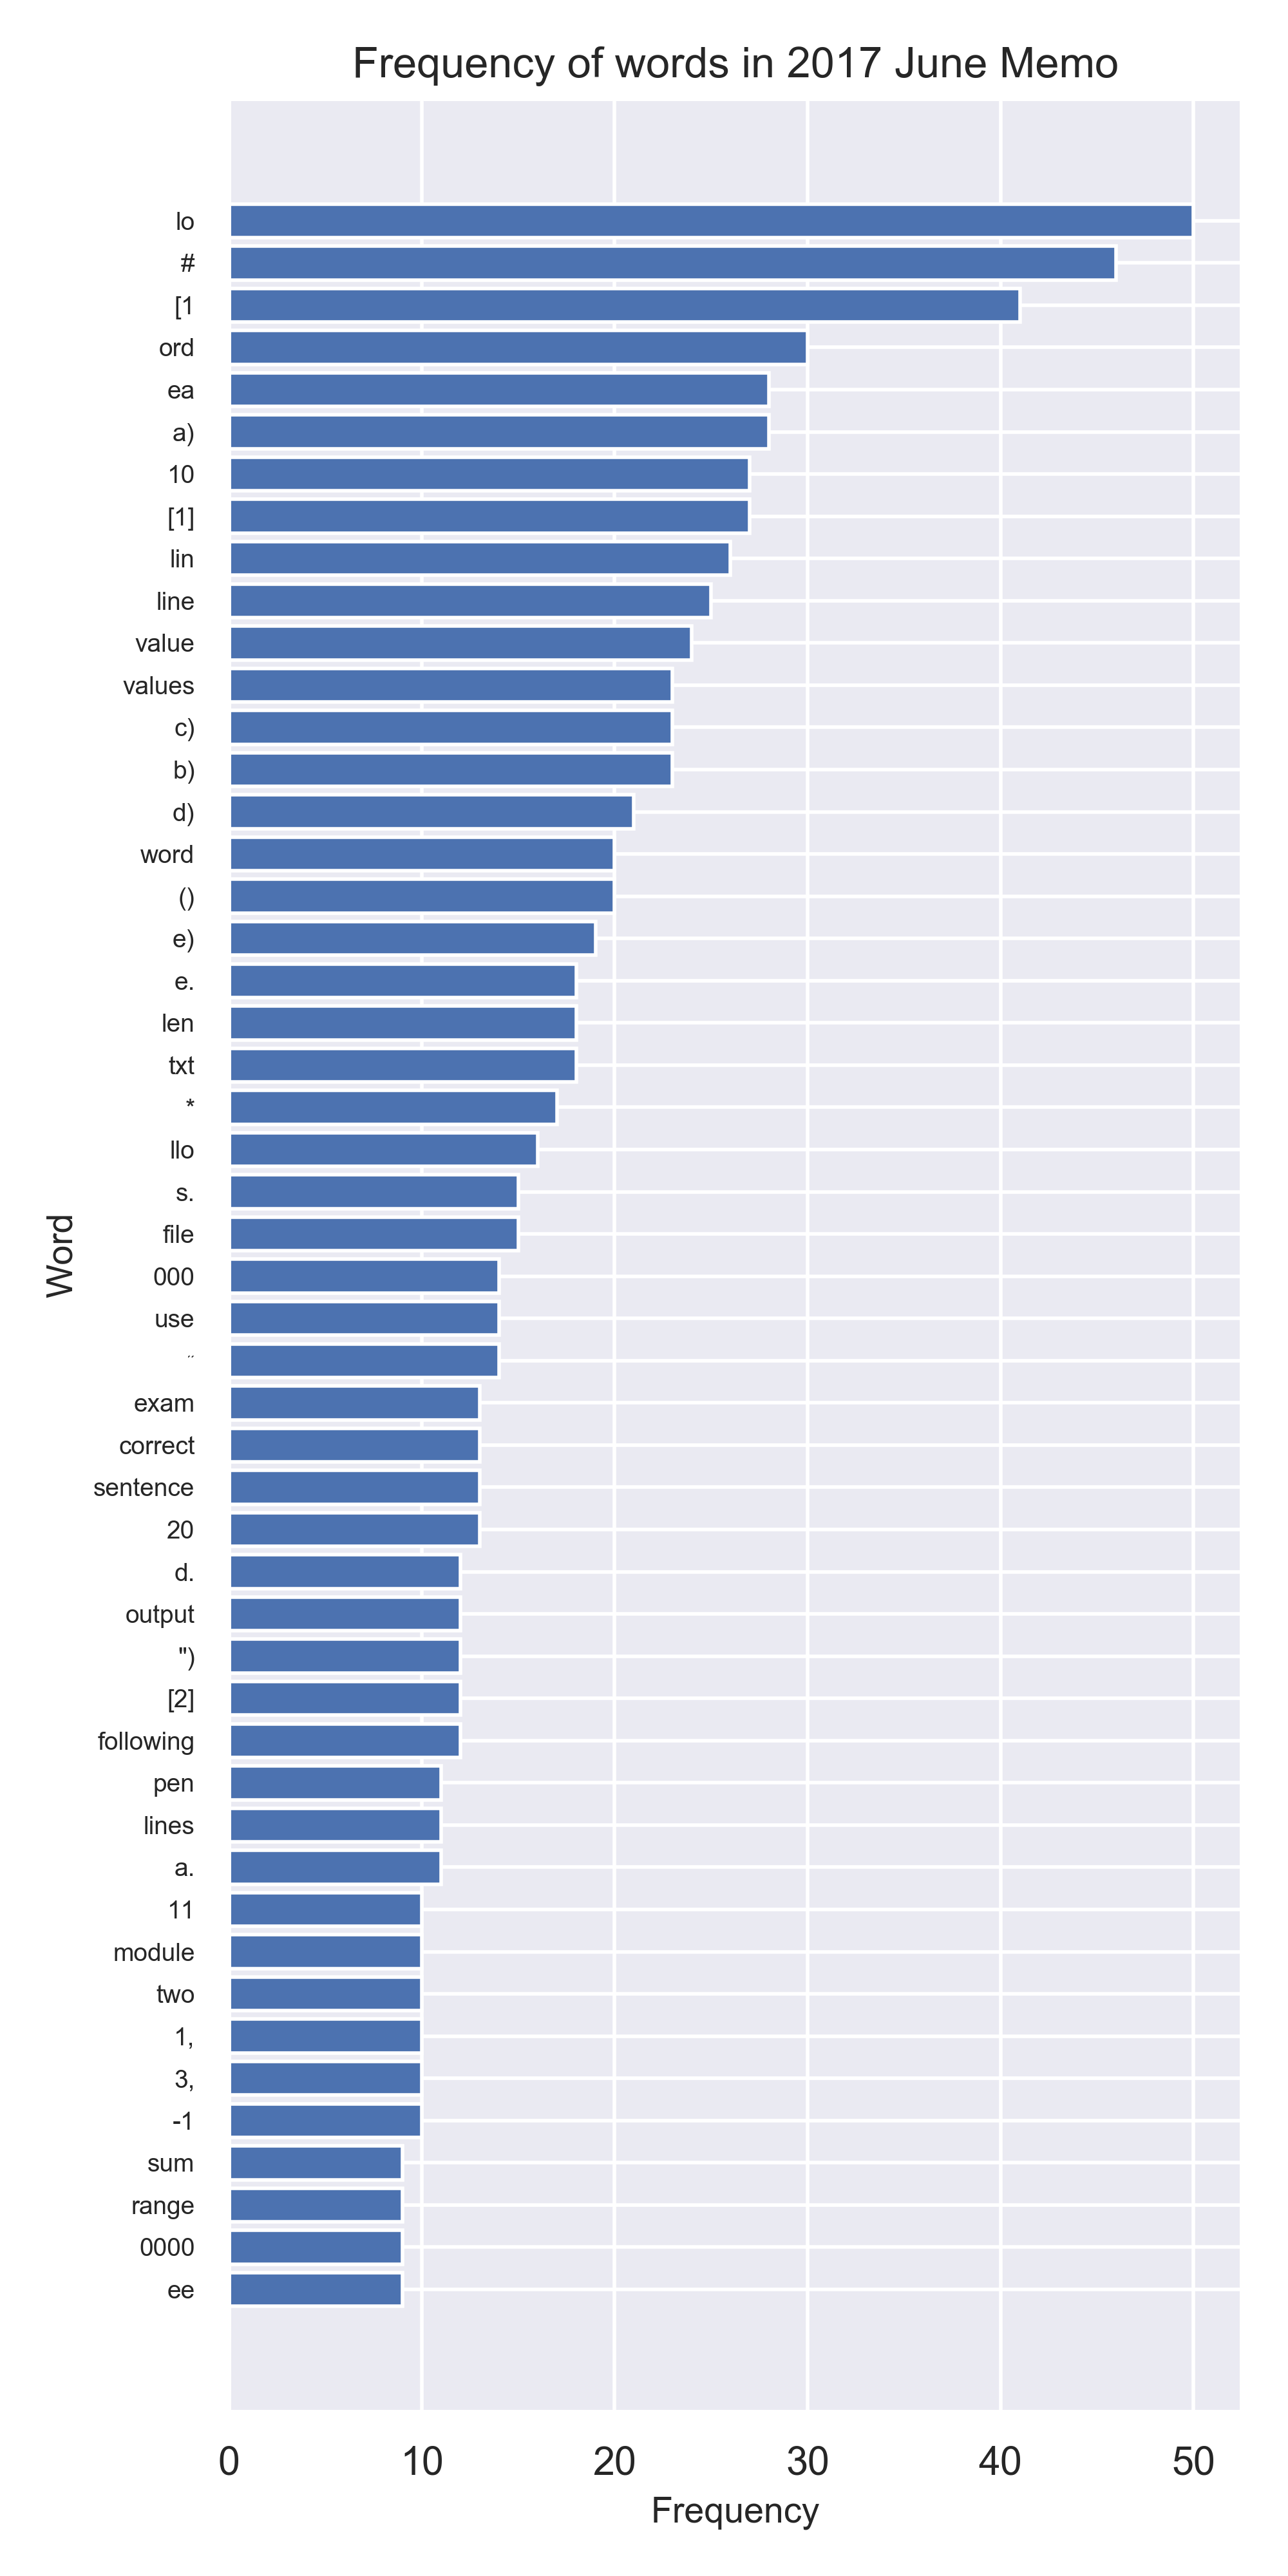 Frequency of words in 2017 June Memo
lo
#
[1
ord
ea
a)
10
[1]
lin
line
value
values
c)
b)
d)
word
()
e)
e.
len
txt
*
llo
s.
file
000
use
exam
correct
sentence
20
d.
output
")
[2]
following
pen
lines
a.
11
module
two
1,
3,
-1
sum
range
0000
ee
Word
0 10 20 30 40 50
Frequency